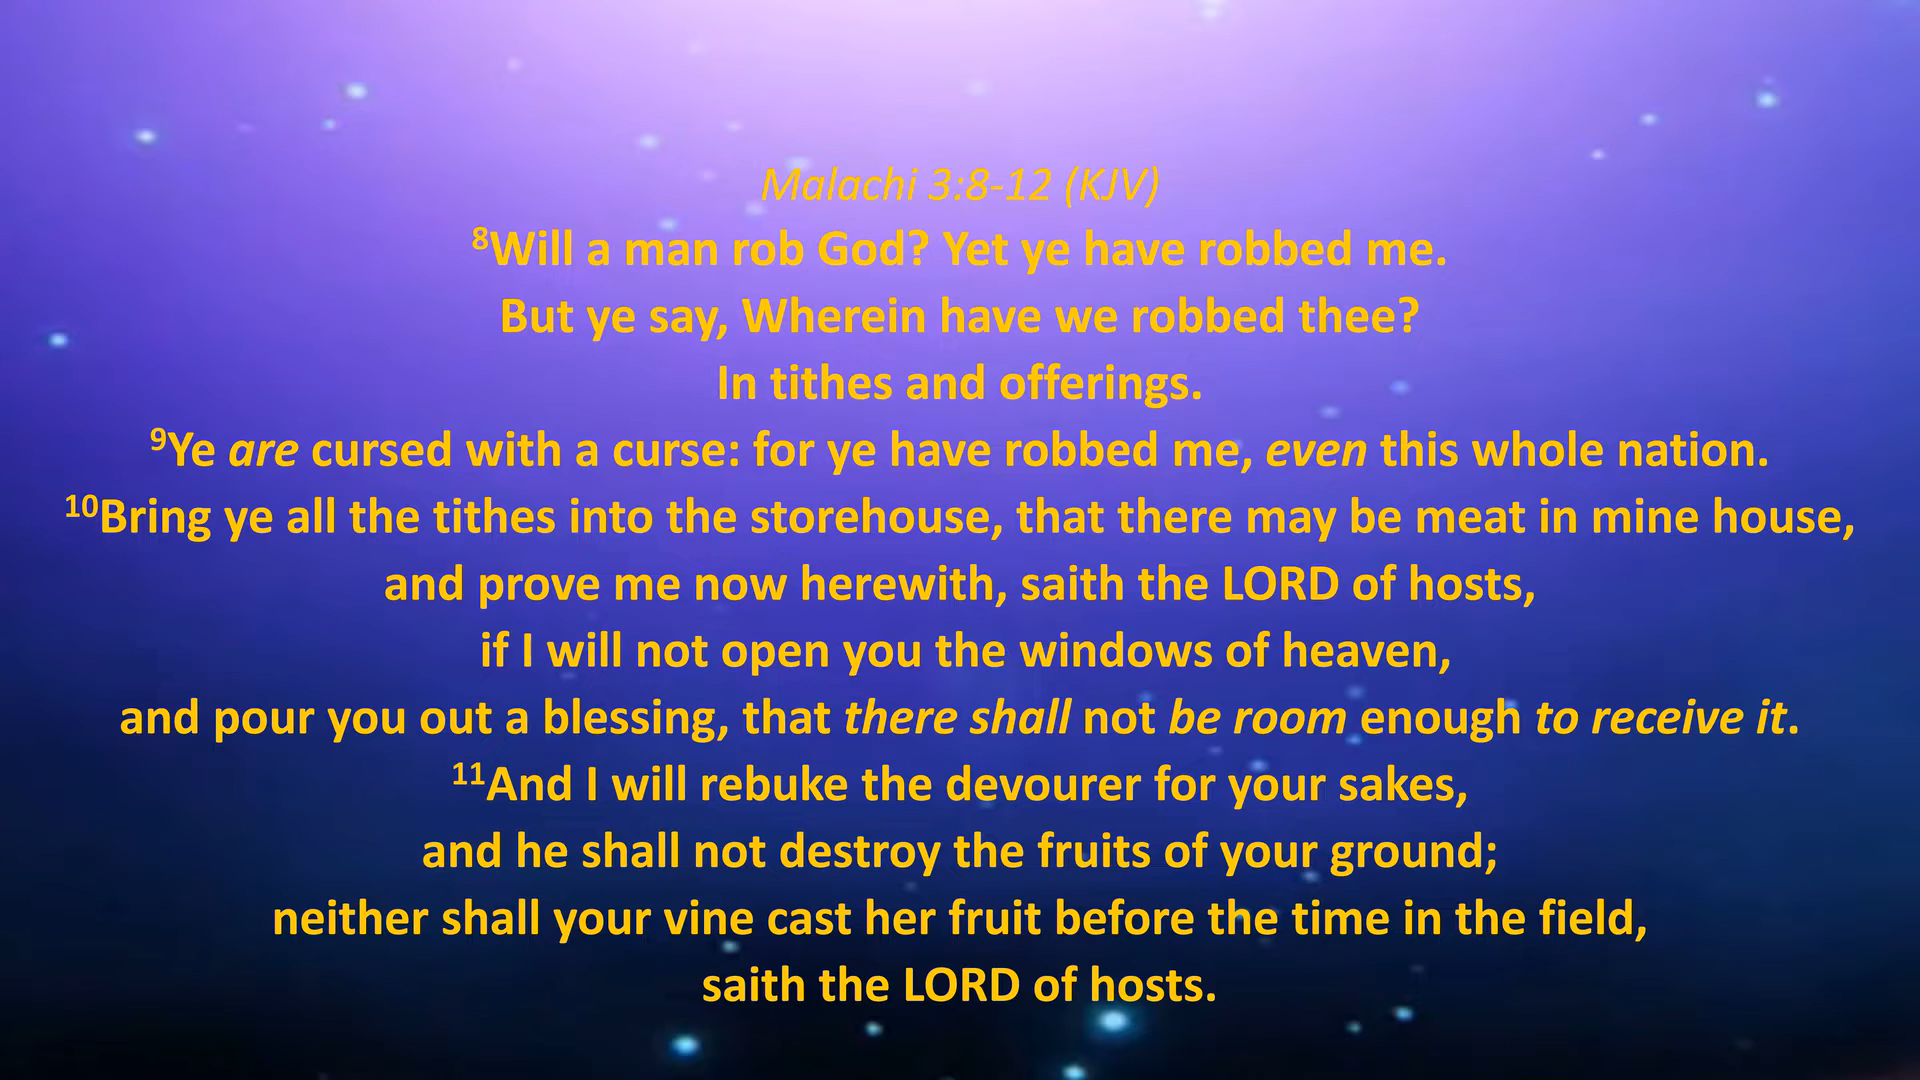 Malachi 3:8-12 (KJV)
⁸Will a man rob God? Yet ye have robbed me.
But ye say, Wherein have we robbed thee?
In tithes and offerings.
⁹Ye are cursed with a curse: for ye have robbed me, even this whole nation.
¹⁰Bring ye all the tithes into the storehouse, that there may be meat in mine house,
and prove me now herewith, saith the LORD of hosts,
if I will not open you the windows of heaven,
and pour you out a blessing, that there shall not be room enough to receive it.
¹¹And I will rebuke the devourer for your sakes,
and he shall not destroy the fruits of your ground;
neither shall your vine cast her fruit before the time in the field,
saith the LORD of hosts.